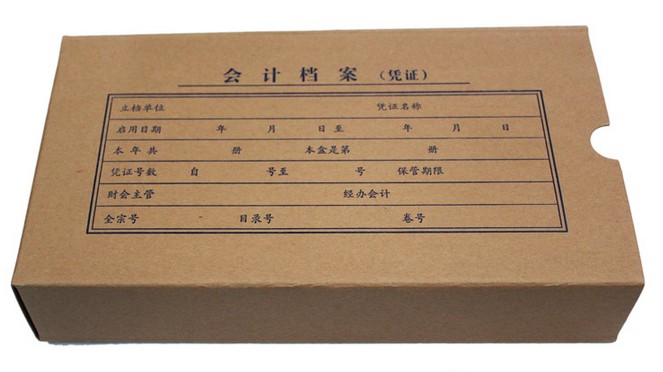 会计档案（凭证）
立档单位 凭证名称
启用日期 年 月 日至 年 月 日
本年共 册 本盒是第 册
凭证号数 自 号至 号 保管期限
财会主管 经办会计
全宗号 目录号 卷号